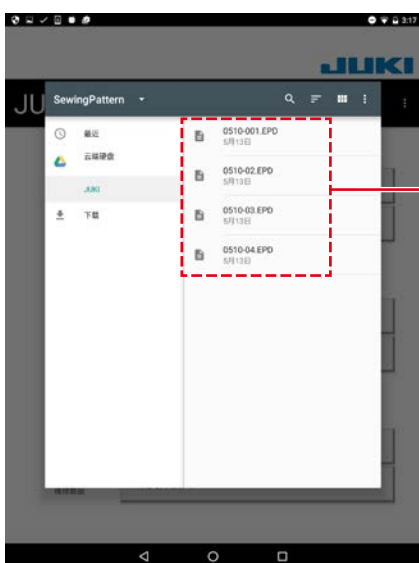 3:17
JUKI
JU
SewingPattern
最近
云端硬盘
JUKI
下载
0510-001.EPD
5月13日
0510-02.EPD
5月13日
0510-03.EPD
5月13日
0510-04.EPD
5月13日